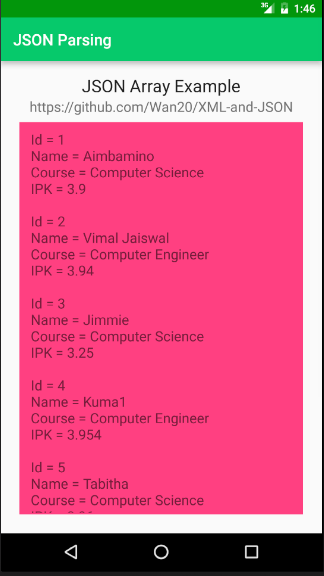 3G 1:46
JSON Parsing
JSON Array Example
https://github.com/Wan20/XML-and-JSON
Id = 1
Name = Aimbamino
Course = Computer Science
IPK = 3.9
Id = 2
Name = Vimal Jaiswal
Course = Computer Engineer
IPK = 3.94
Id = 3
Name = Jimmie
Course = Computer Science
IPK = 3.25
Id = 4
Name = Kuma1
Course = Computer Engineer
IPK = 3.954
Id = 5
Name = Tabitha
Course = Computer Science